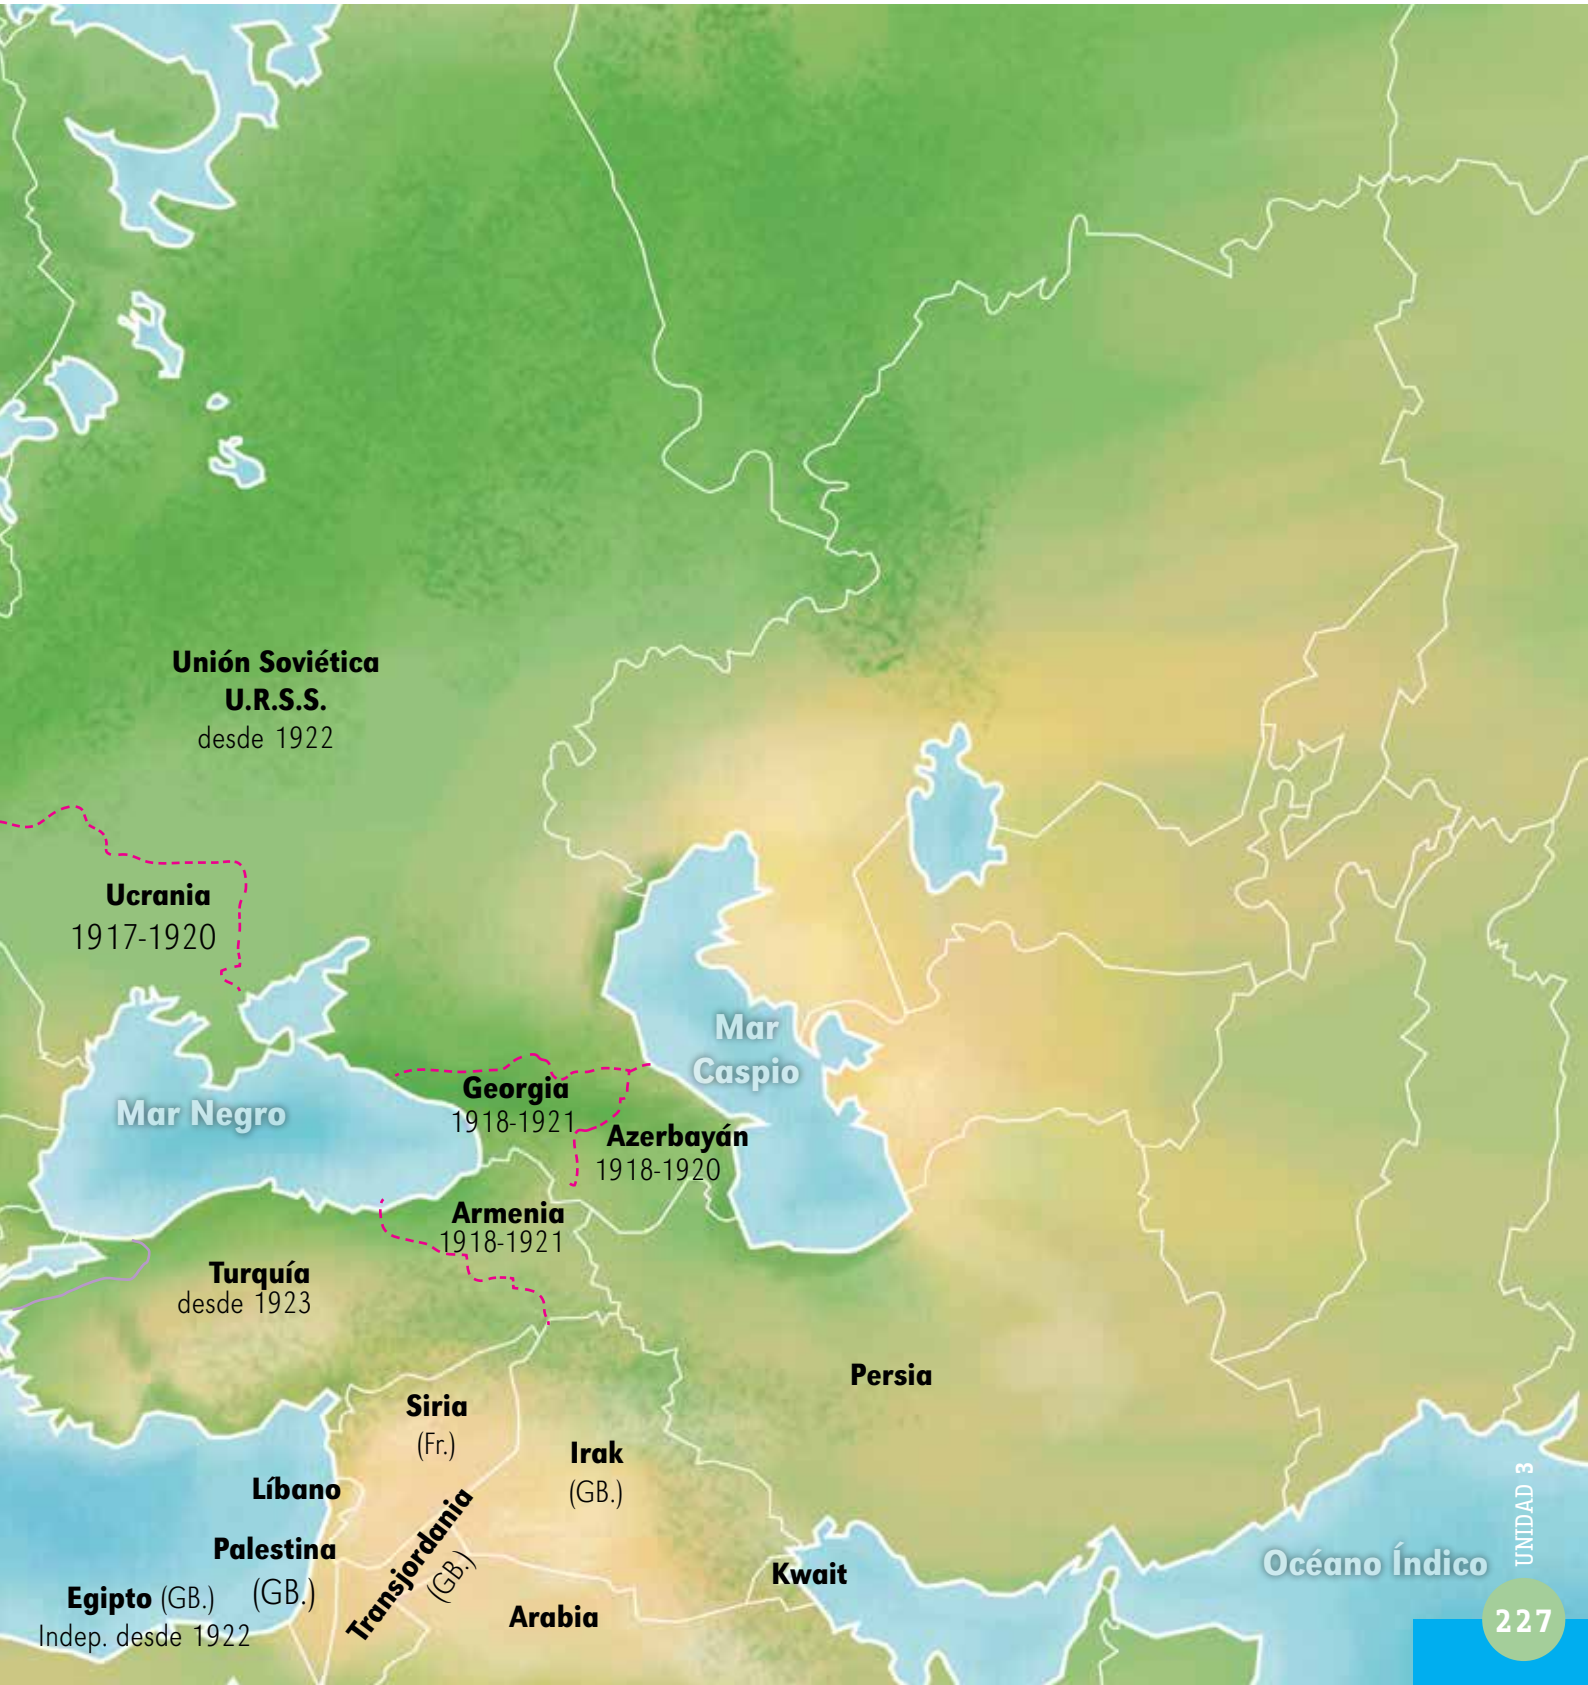 Unión Soviética
U.R.S.S.
desde 1922
Ucrania
1917-1920
Mar
Caspio
Mar Negro
Georgia
1918-1921
Azerbayán
1918-1920
Armenia
1918-1921
Turquía
desde 1923
Persia
Siria
(Fr.)
Irak
(GB.)
Líbano
Transjordania
(GB.)
Palestina
(GB.)
Egipto (GB.)
Indep. desde 1922
Kwait
Arabia
Océano Índico
UNIDAD 3
227